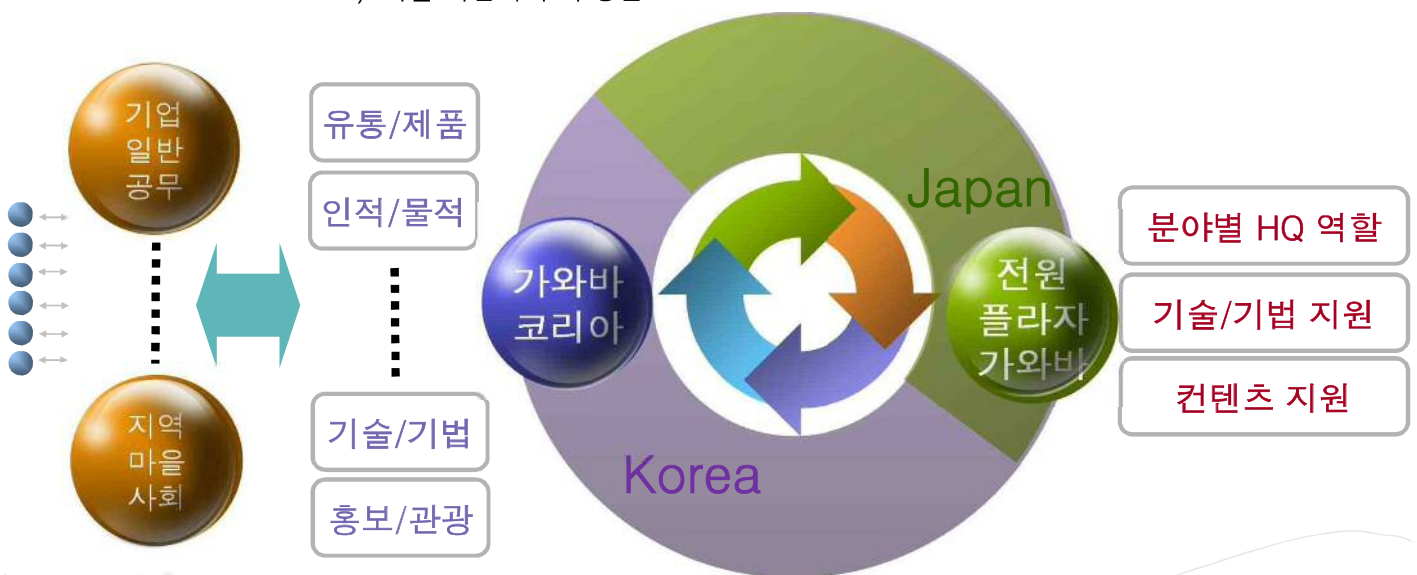 기업
일반
공무
지역
마을
사회
유통/제품
인적/물적
기술/기법
홍보/관광
가와바
코리아
Japan
Korea
전원
플라자
가와바
분야별 HQ 역할
기술/기법 지원
컨텐츠 지원